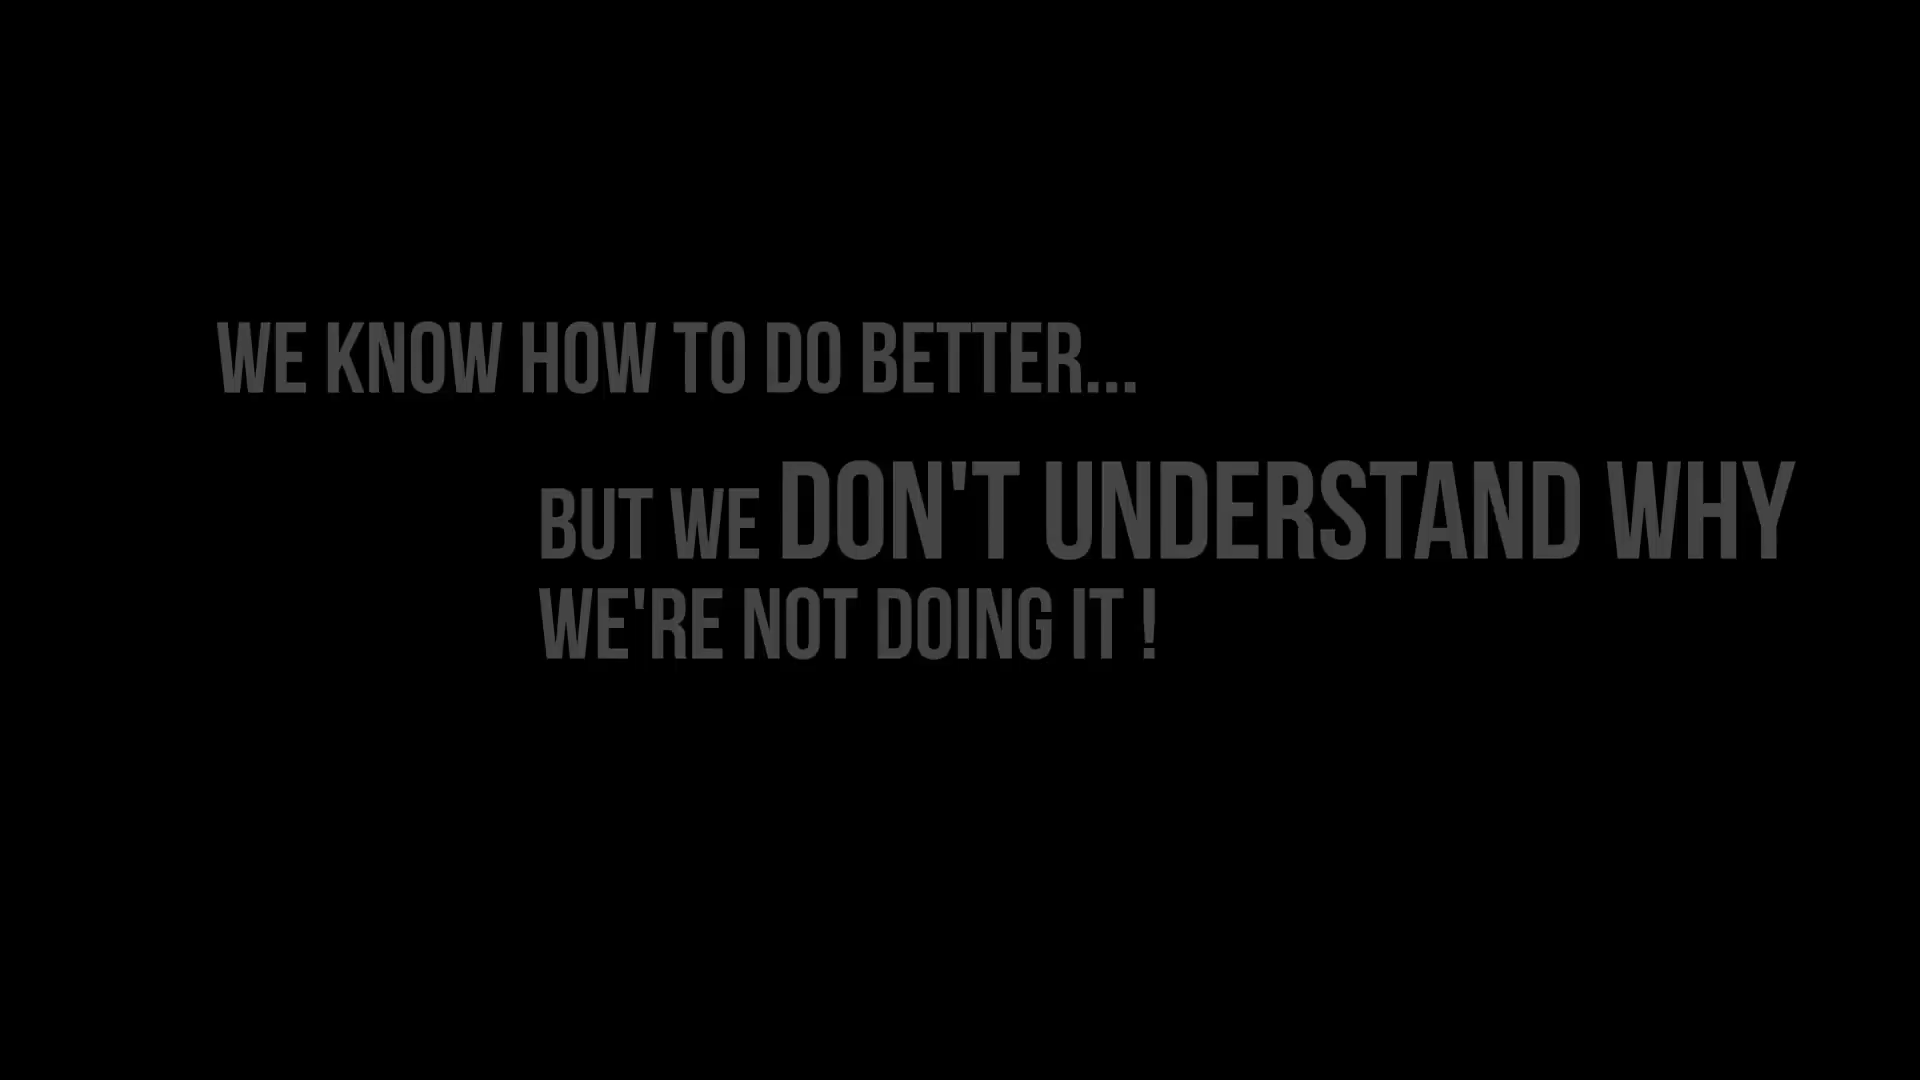 WE KNOW HOW TO DO BETTER...
BUT WE DON'T UNDERSTAND WHY
WE'RE NOT DOING IT !